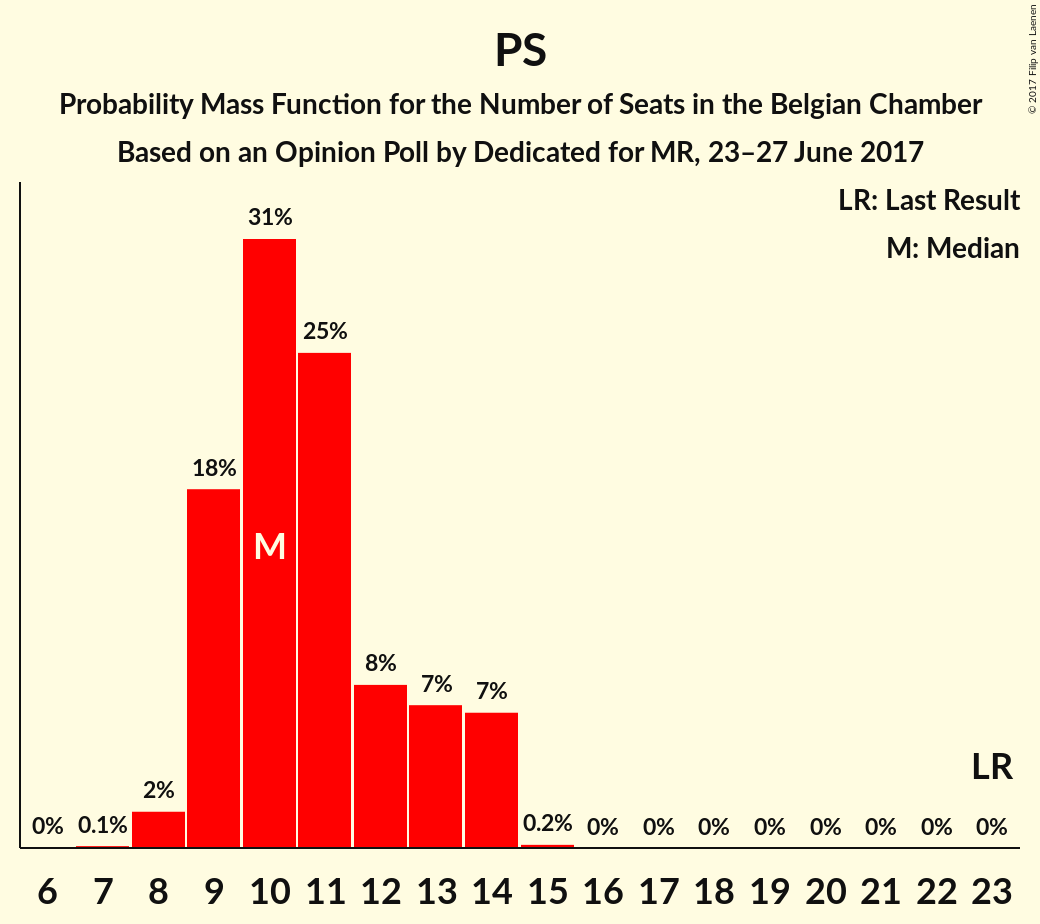 PS
Probability Mass Function for the Number of Seats in the Belgian Chamber
Based on an Opinion Poll by Dedicated for MR, 23–27 June 2017
© 2017 Filip van Laenen
LR: Last Result
M: Median
0% 0.1% 2% 18% 31% 25% 8% 7% 7% 0.2% 0% 0% 0% 0% 0% 0% 0% 0%
M
LR
6 7 8 9 10 11 12 13 14 15 16 17 18 19 20 21 22 23